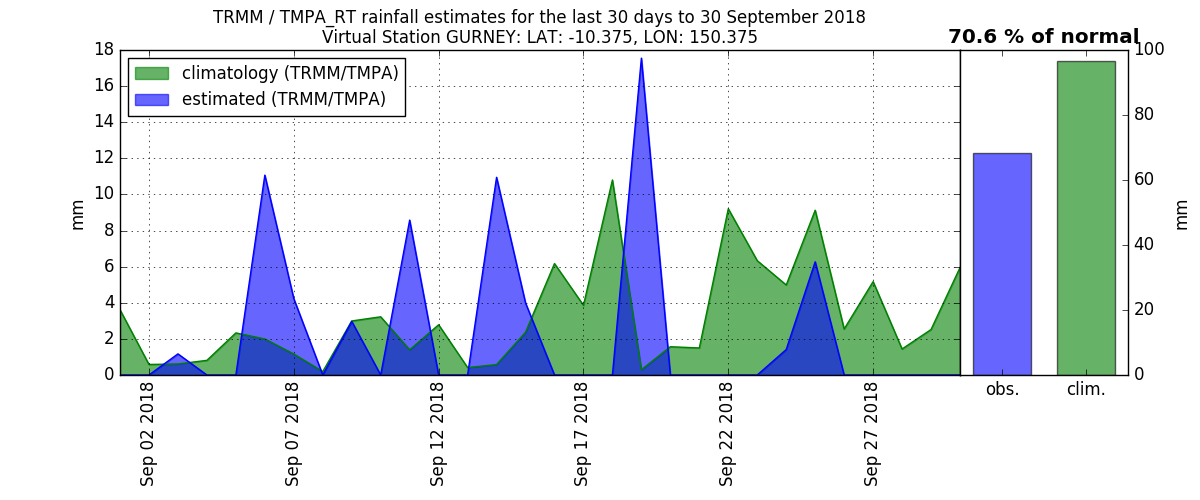 TRMM / TMPA_RT rainfall estimates for the last 30 days to 30 September 2018
Virtual Station GURNEY: LAT: -10.375, LON: 150.375
70.6 % of normal
climatology (TRMM/TMPA)
estimated (TRMM/TMPA)
18
16
14
12
10
8
6
4
2
0
mm
Sep 02 2018
Sep 07 2018
Sep 12 2018
Sep 17 2018
Sep 22 2018
Sep 27 2018
100
80
60
40
20
0
mm
obs.
clim.